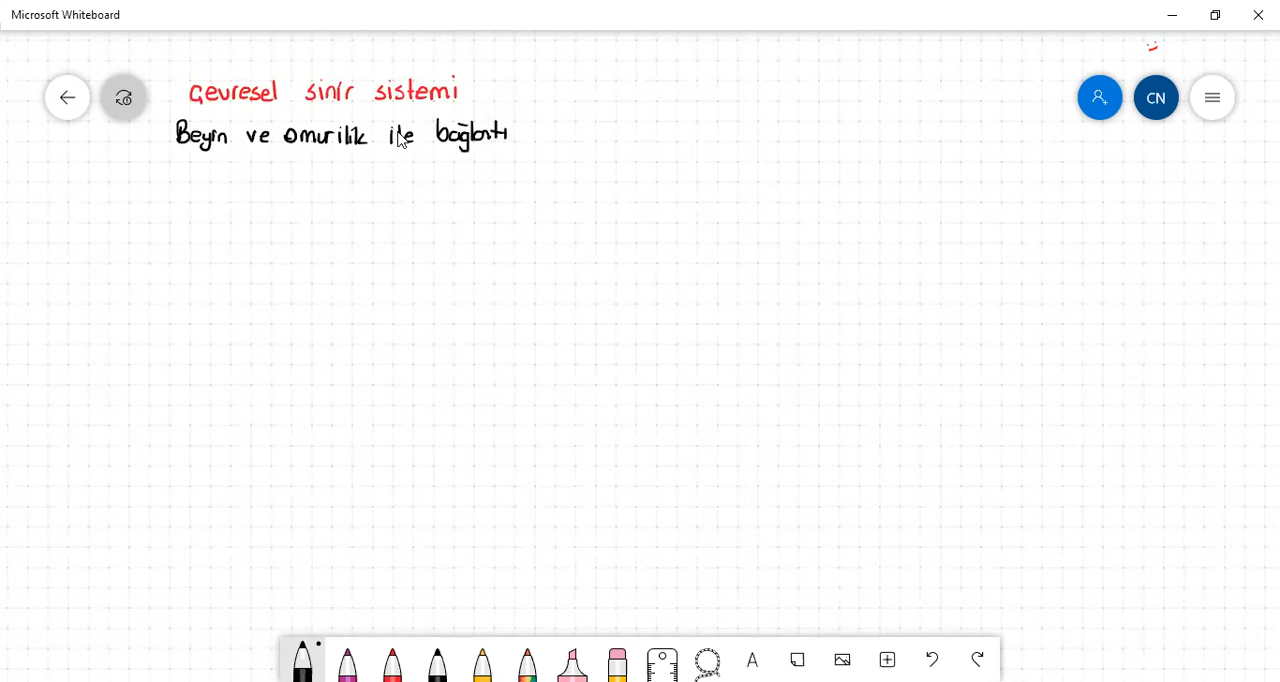 Microsoft Whiteboard
Çevresel sinir sistemi
CN
Beyin ve omurilik ile bağlantı
A